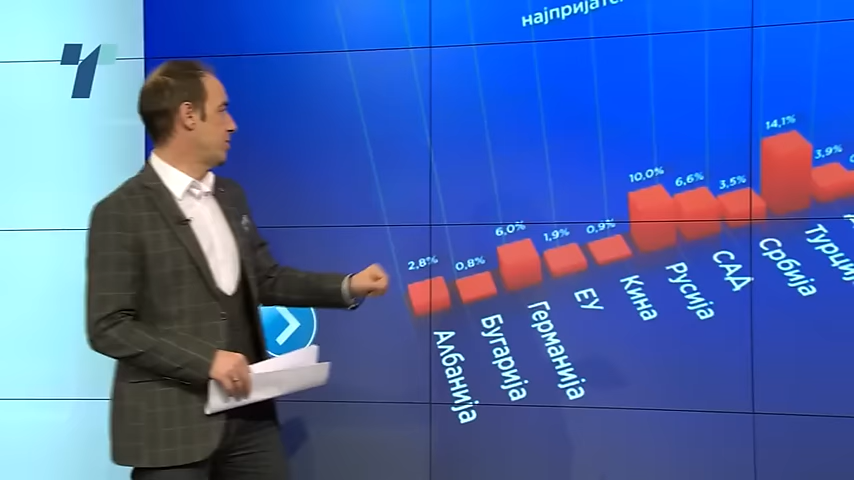 најпријате
14,1%
10,0%
6,6%
3,5%
3,9%
6,0%
1,9%
0,9%
2,8%
0,8%
Албанија
Бугарија
Германија
ЕУ
Кина
Русија
САД
Србија
Турциј